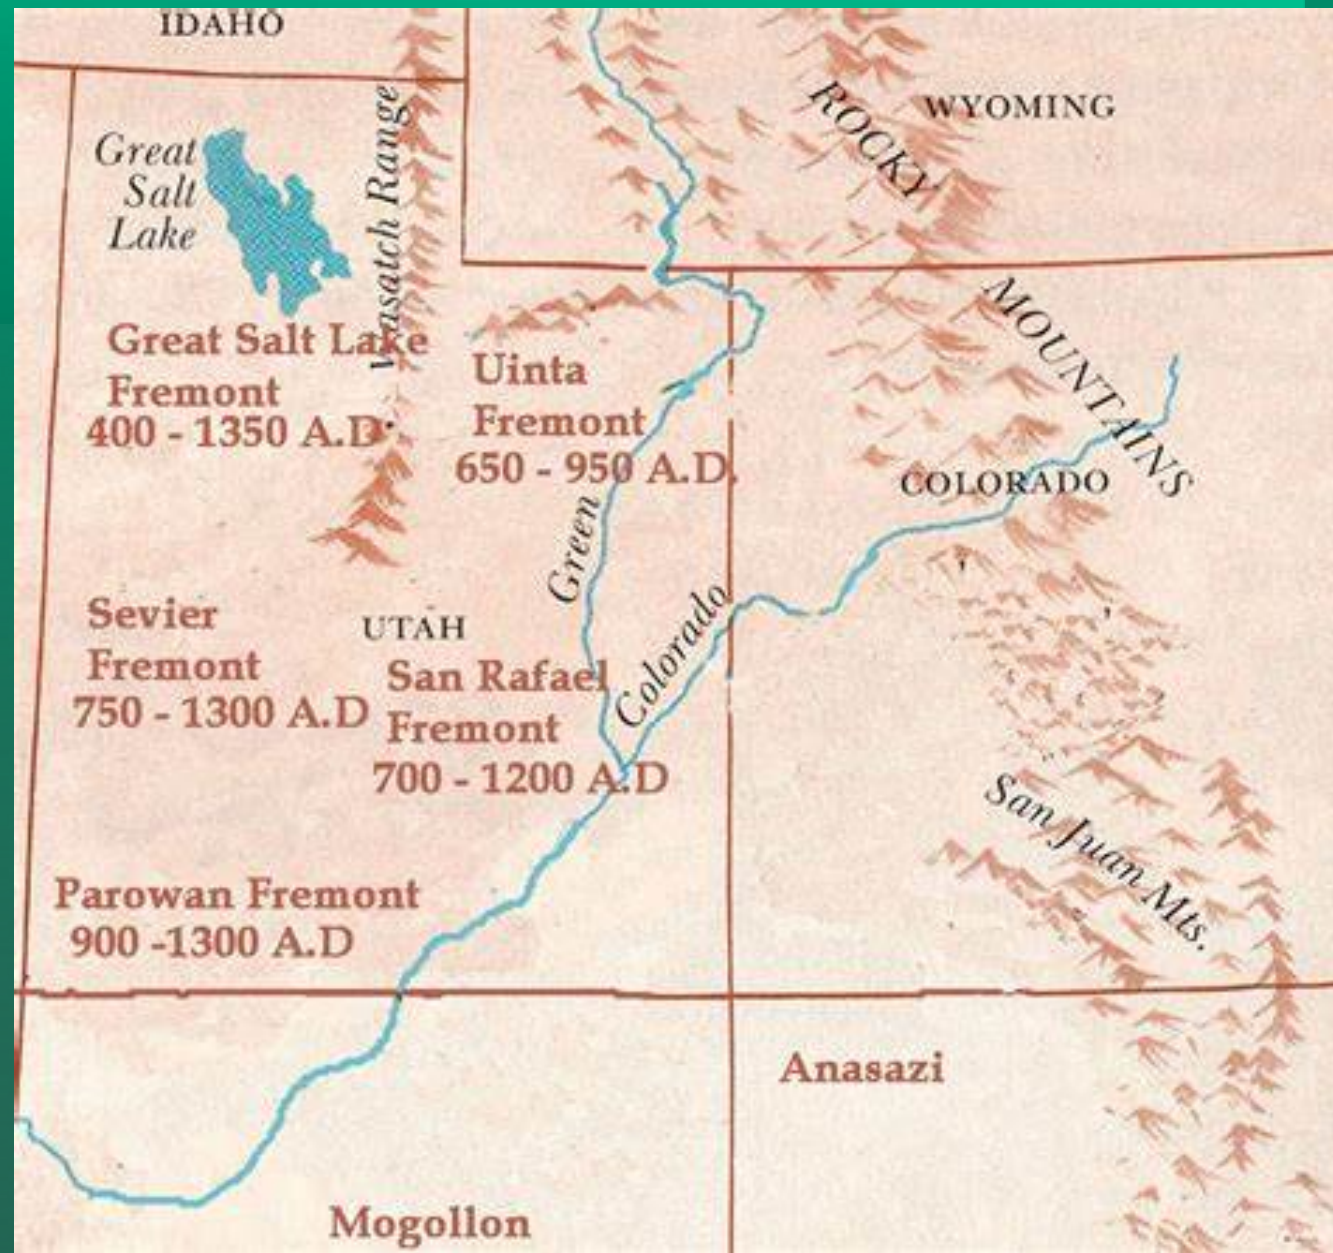 IDAHO
WYOMING
ROCKY
MOUNTAINS
Great
Salt
Lake
Wasatch Range
Great Salt Lake
Fremont
400 - 1350 A.D.
Uinta
Fremont
650 - 950 A.D.
COLORADO
Green
Colorado
Sevier
Fremont
750 - 1300 A.D
UTAH
San Rafael
Fremont
700 - 1200 A.D
San Juan Mts.
Parowan Fremont
900 -1300 A.D
Anasazi
Mogollon